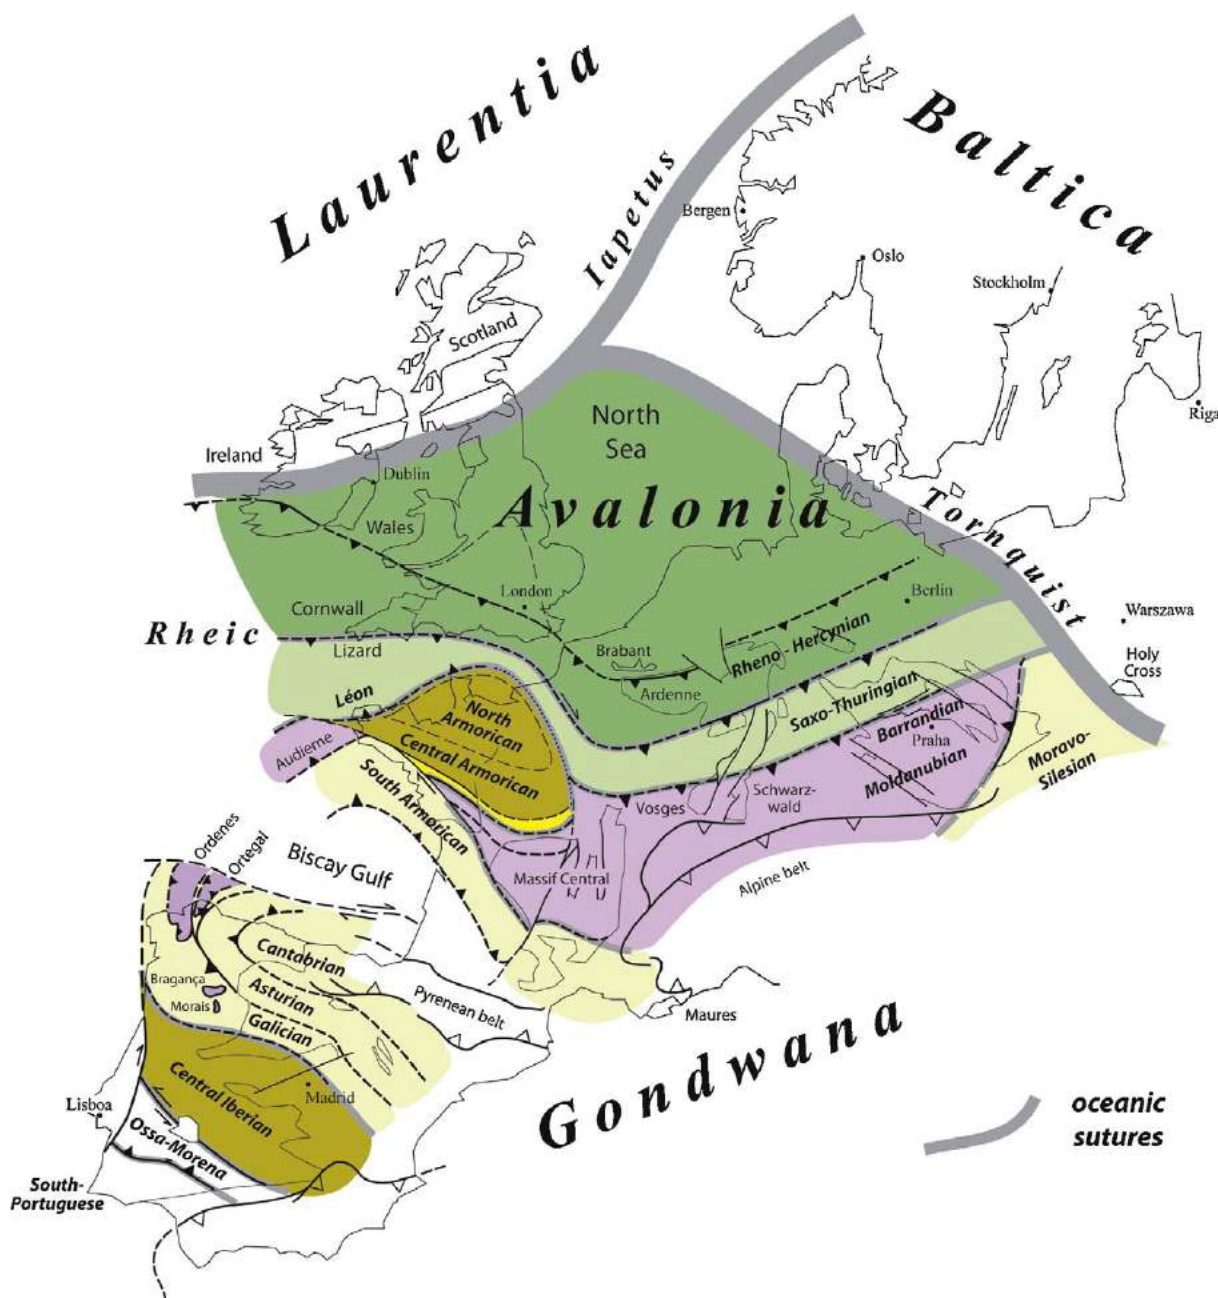 Laurentia
Baltica
Iapetus
Bergen
Oslo
Stockholm
Scotland
Riga
North
Sea
Ireland
Dublin
Avalonia
Tornquist
Wales
London
Berlin
Warszawa
Cornwall
Rheic
Lizard
Brabant
Rheno - Hercynian
Holy
Cross
Ardenne
Léon
Saxo-Thuringian
North
Armorican
Barrandian
Praha
Audierne
Central Armorican
Moldanubian
Moravo-
Silesian
South Armorican
Vosges
Schwarz-
wald
Ordenes
Ortegal
Biscay Gulf
Massif Central
Alpine belt
Cantabrian
Bragança
Asturian
Pyrenean belt
Morais
Galician
Maures
Gondwana
Central Iberian
Madrid
Lisboa
Ossa-Morena
South-
Portuguese
oceanic
sutures